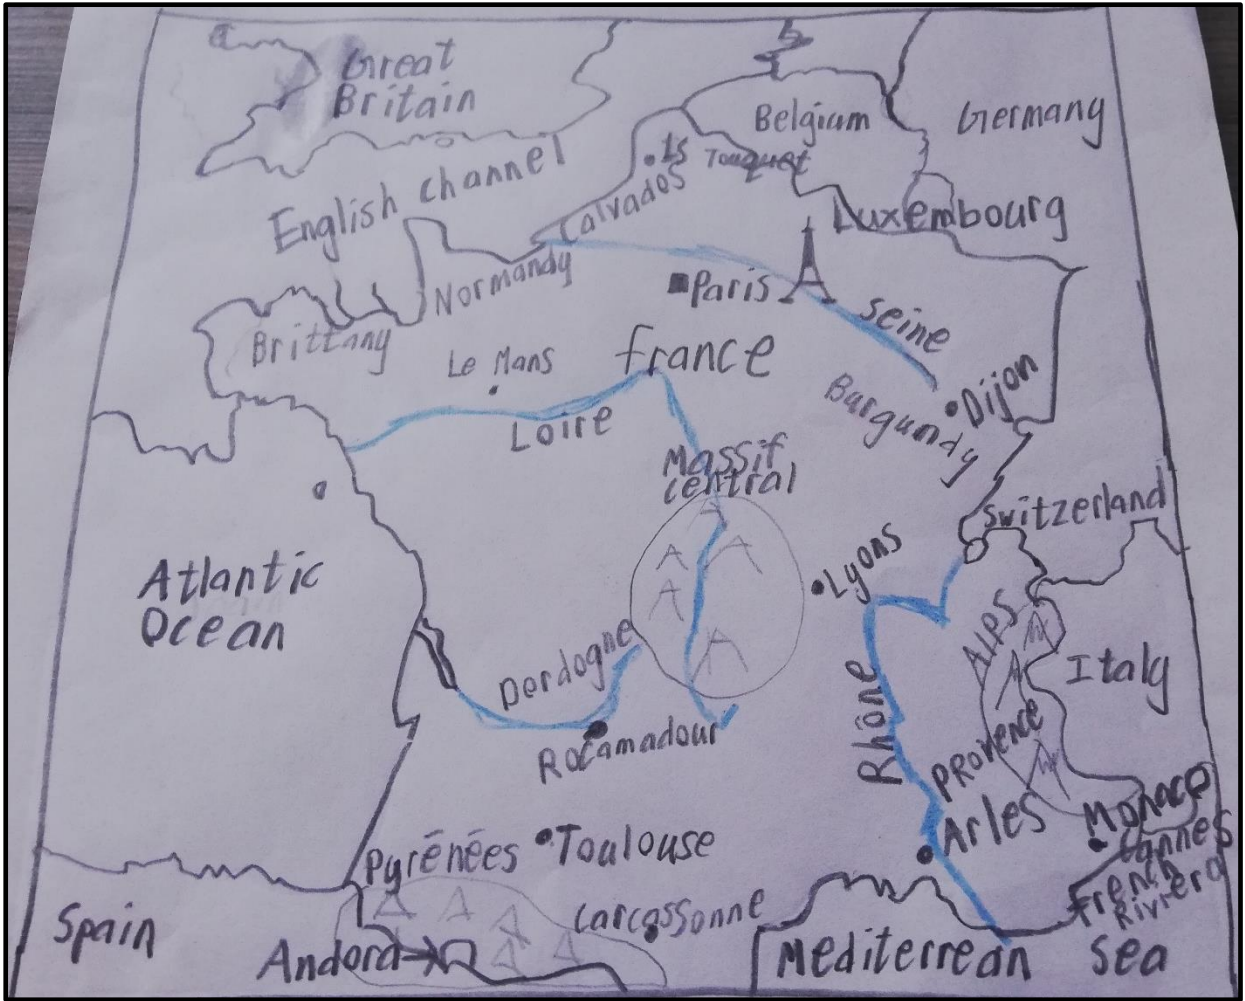 Great
Britain
Belgium
Germany
English channel
Ls Touquet
Calvados
Luxembourg
Normandy
Paris
Seine
Brittany
Le Mans
france
Dijon
Burgundy
Loire
Massif
central
Switzerland
Atlantic
Ocean
Lyons
ALPS
Derdogne
Italy
Rocamadour
Rhône
PROVENCE
Arles
Monaco
Cannes
French
Riviera
Pyrénées
Toulouse
Carcassonne
Spain
Andora
Mediterrean Sea